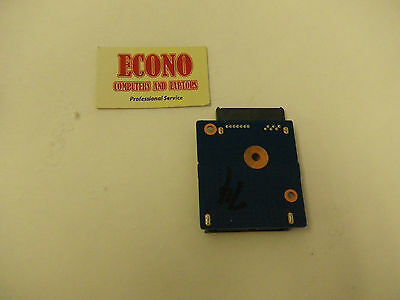 ECONO
COMPUTERS AND LAPTOPS
Professional Service